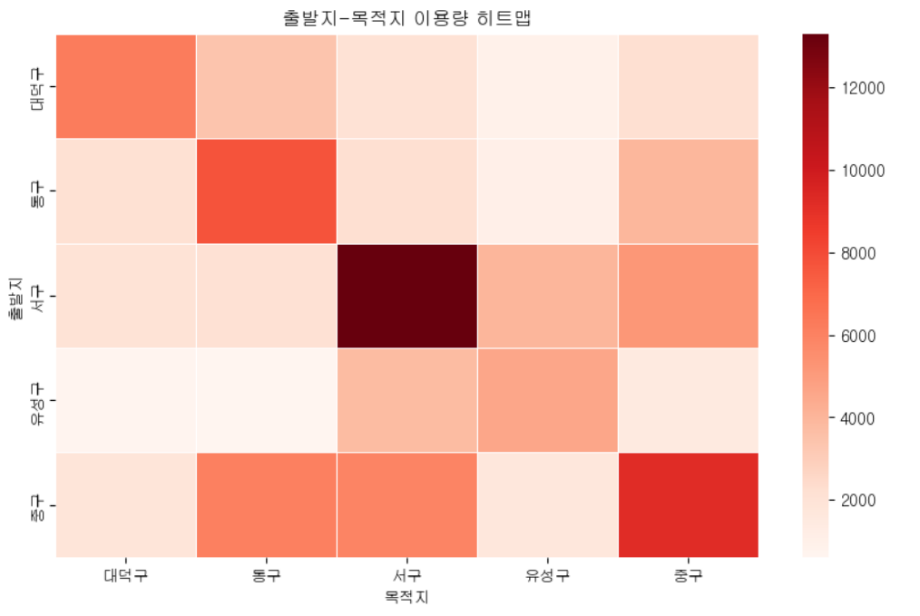 출발지-목적지 이용량 히트맵
대덕구
동구
서구
유성구
중구
출발지
대덕구
동구
서구
유성구
중구
목적지
12000
10000
8000
6000
4000
2000